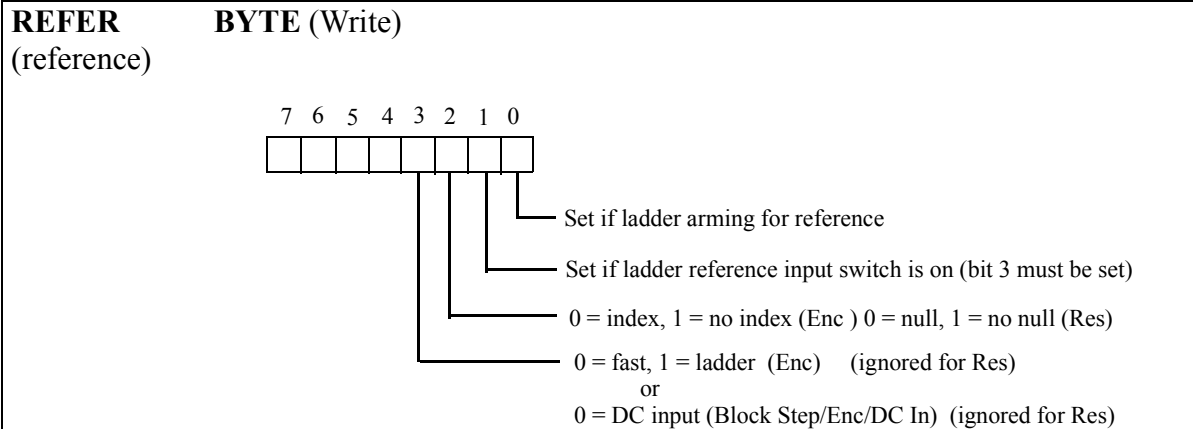 REFER BYTE (Write)
(reference)
7 6 5 4 3 2 1 0
Set if ladder arming for reference
Set if ladder reference input switch is on (bit 3 must be set)
0 = index, 1 = no index (Enc ) 0 = null, 1 = no null (Res)
0 = fast, 1 = ladder (Enc) (ignored for Res)
or
0 = DC input (Block Step/Enc/DC In) (ignored for Res)